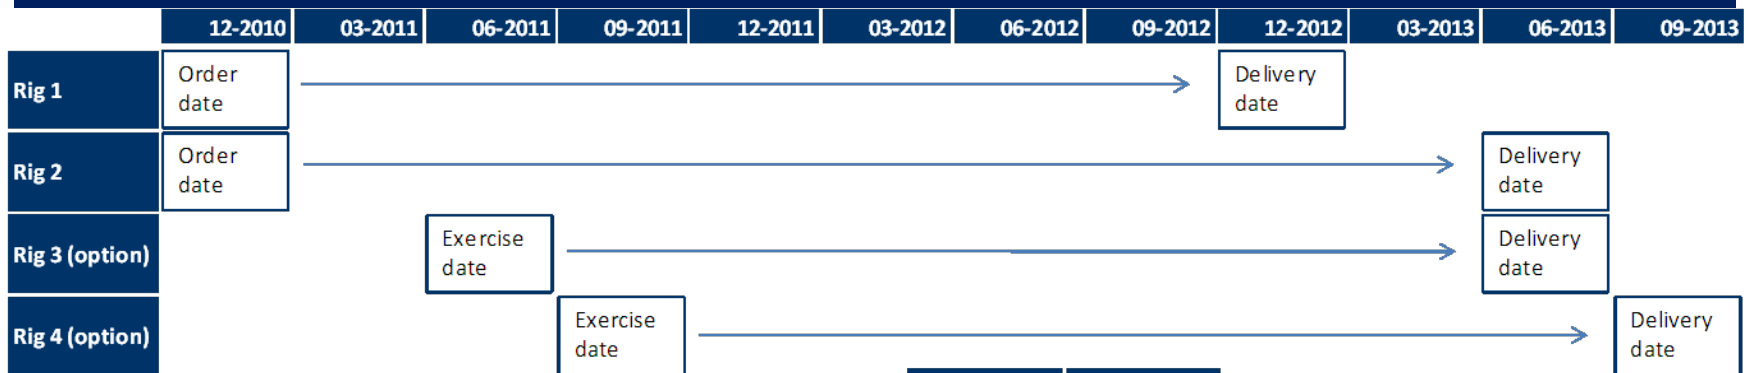 12-2010 03-2011 06-2011 09-2011 12-2011 03-2012 06-2012 09-2012 12-2012 03-2013 06-2013 09-2013
Rig 1
Order
date
Delivery
date
Rig 2
Order
date
Delivery
date
Rig 3 (option)
Exercise
date
Delivery
date
Rig 4 (option)
Exercise
date
Delivery
date